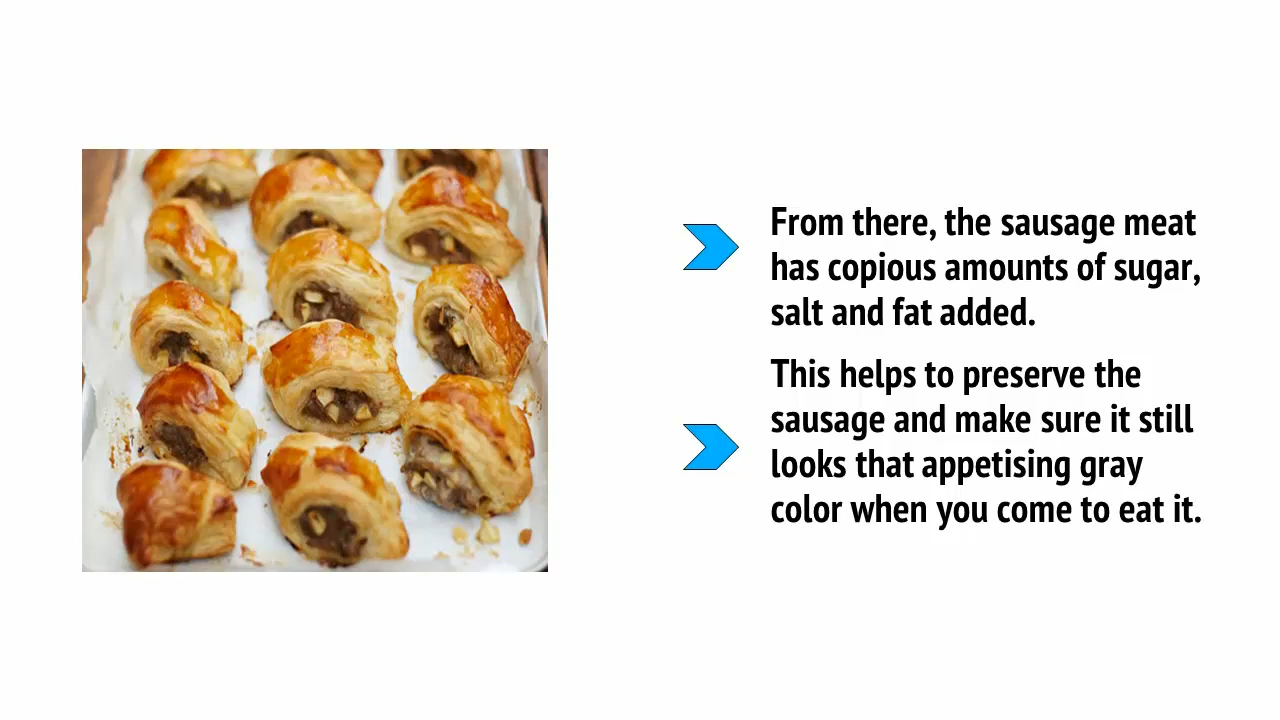 From there, the sausage meat
has copious amounts of sugar,
salt and fat added.
This helps to preserve the
sausage and make sure it still
looks that appetising gray
color when you come to eat it.